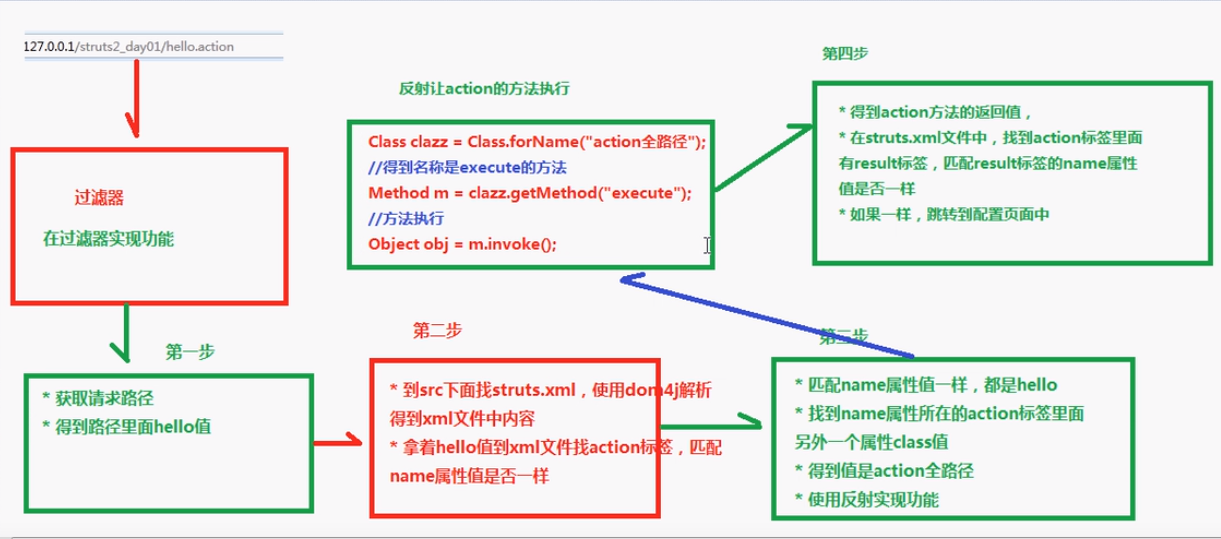 127.0.0.1/struts2_day01/hello.action
过滤器
在过滤器实现功能
第一步
* 获取请求路径
* 得到路径里面hello值
第二步
* 到src下面找struts.xml，使用dom4j解析
得到xml文件中内容
* 拿着hello值到xml文件找action标签，匹配
name属性值是否一样
第三步
* 匹配name属性值一样，都是hello
* 找到name属性所在的action标签里面
另外一个属性class值
* 得到值是action全路径
* 使用反射实现功能
反射让action的方法执行
Class clazz = Class.forName("action全路径");
//得到名称是execute的方法
Method m = clazz.getMethod("execute");
//方法执行
Object obj = m.invoke();
第四步
* 得到action方法的返回值，
* 在struts.xml文件中，找到action标签里面
有result标签，匹配result标签的name属性
值是否一样
* 如果一样，跳转到配置页面中